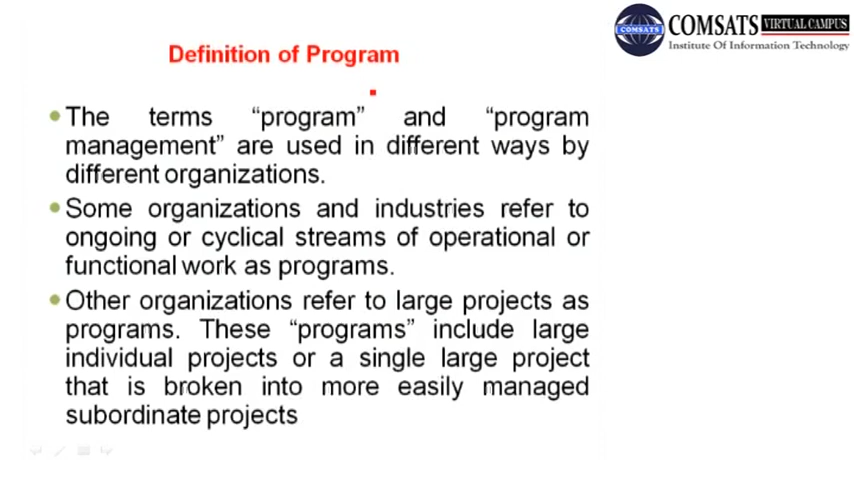 COMSATS
COMSATS VIRTUAL CAMPUS
Institute Of Information Technology
Definition of Program
• The terms “program” and “program
management” are used in different ways by
different organizations.
• Some organizations and industries refer to
ongoing or cyclical streams of operational or
functional work as programs.
• Other organizations refer to large projects as
programs. These “programs” include large
individual projects or a single large project
that is broken into more easily managed
subordinate projects